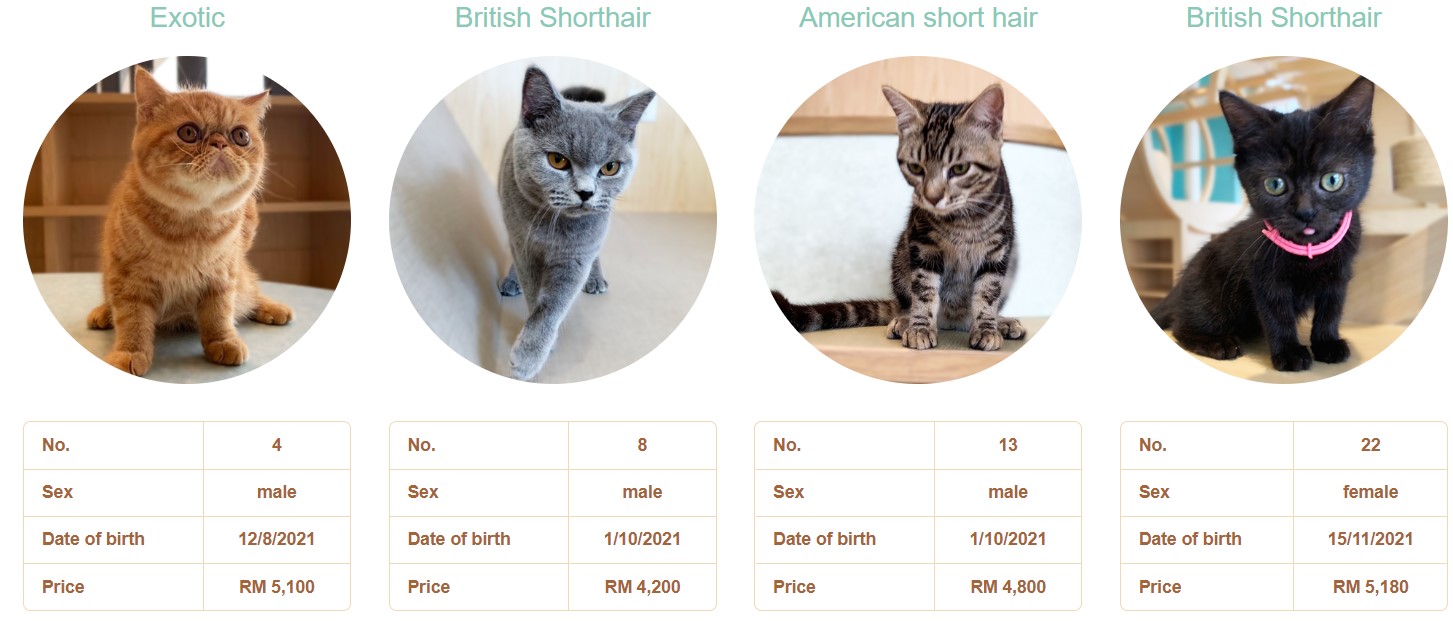 Exotic
British Shorthair
American short hair
British Shorthair
No. 4
Sex male
Date of birth 12/8/2021
Price RM 5,100
No. 8
Sex male
Date of birth 1/10/2021
Price RM 4,200
No. 13
Sex male
Date of birth 1/10/2021
Price RM 4,800
No. 22
Sex female
Date of birth 15/11/2021
Price RM 5,180